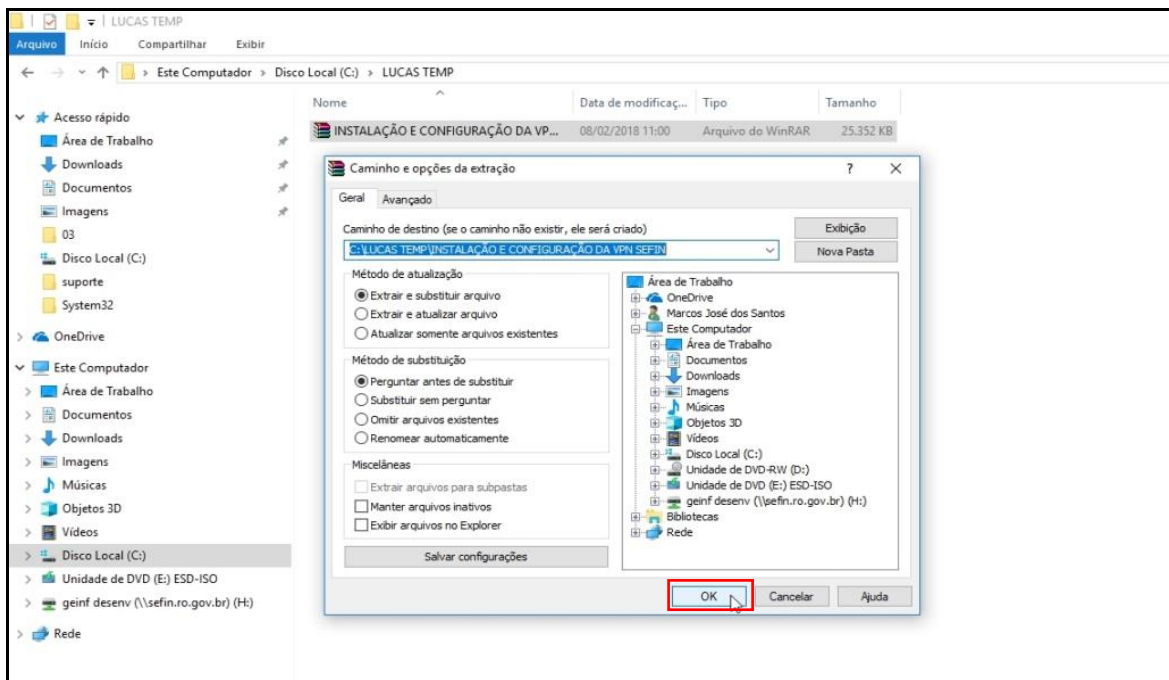 LUCAS TEMP
Arquivo Início Compartilhar Exibir
Este Computador > Disco Local (C:) > LUCAS TEMP
Acesso rápido
Área de Trabalho
Downloads
Documentos
Imagens
03
Disco Local (C:)
suporte
System32
OneDrive
Este Computador
Área de Trabalho
Documentos
Downloads
Imagens
Músicas
Objetos 3D
Vídeos
Disco Local (C:)
Unidade de DVD (E:) ESD-ISO
geinf desenv (\\sefin.ro.gov.br) (H:)
Rede
Nome Data de modificaç... Tipo Tamanho
INSTALAÇÃO E CONFIGURAÇÃO DA VP... 08/02/2018 11:00 Arquivo do WinRAR 25.352 KB
Caminho e opções da extração ? X
Geral Avançado
Caminho de destino (se o caminho não existir, ele será criado)
C:\LUCAS TEMP\INSTALAÇÃO E CONFIGURAÇÃO DA VPN SEFIN
Exibição
Nova Pasta
Método de atualização
Extrair e substituir arquivo
Extrair e atualizar arquivo
Atualizar somente arquivos existentes
Método de substituição
Perguntar antes de substituir
Substituir sem perguntar
Omitir arquivos existentes
Renomear automaticamente
Miscelâneas
Extrair arquivos para subpastas
Manter arquivos inativos
Exibir arquivos no Explorer
Salvar configurações
Área de Trabalho
OneDrive
Marcos José dos Santos
Este Computador
Área de Trabalho
Documentos
Downloads
Imagens
Músicas
Objetos 3D
Vídeos
Disco Local (C:)
Unidade de DVD-RW (D:)
Unidade de DVD (E:) ESD-ISO
geinf desenv (\\sefin.ro.gov.br) (H:)
Bibliotecas
Rede
OK Cancelar Ajuda